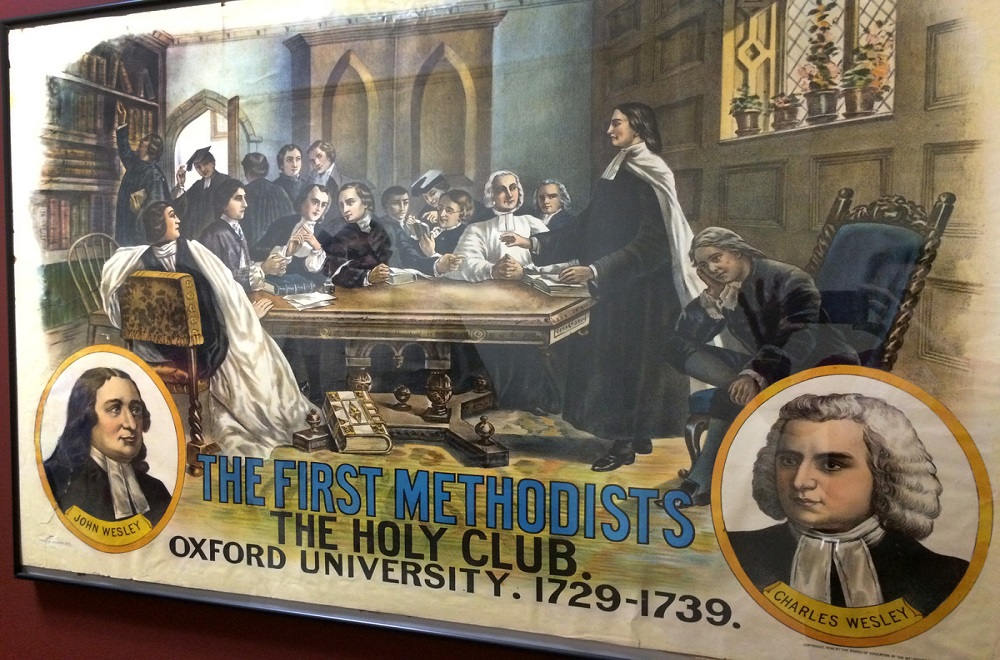 THE FIRST METHODISTS
THE HOLY CLUB.
OXFORD UNIVERSITY. 1729-1739.
JOHN WESLEY
CHARLES WESLEY